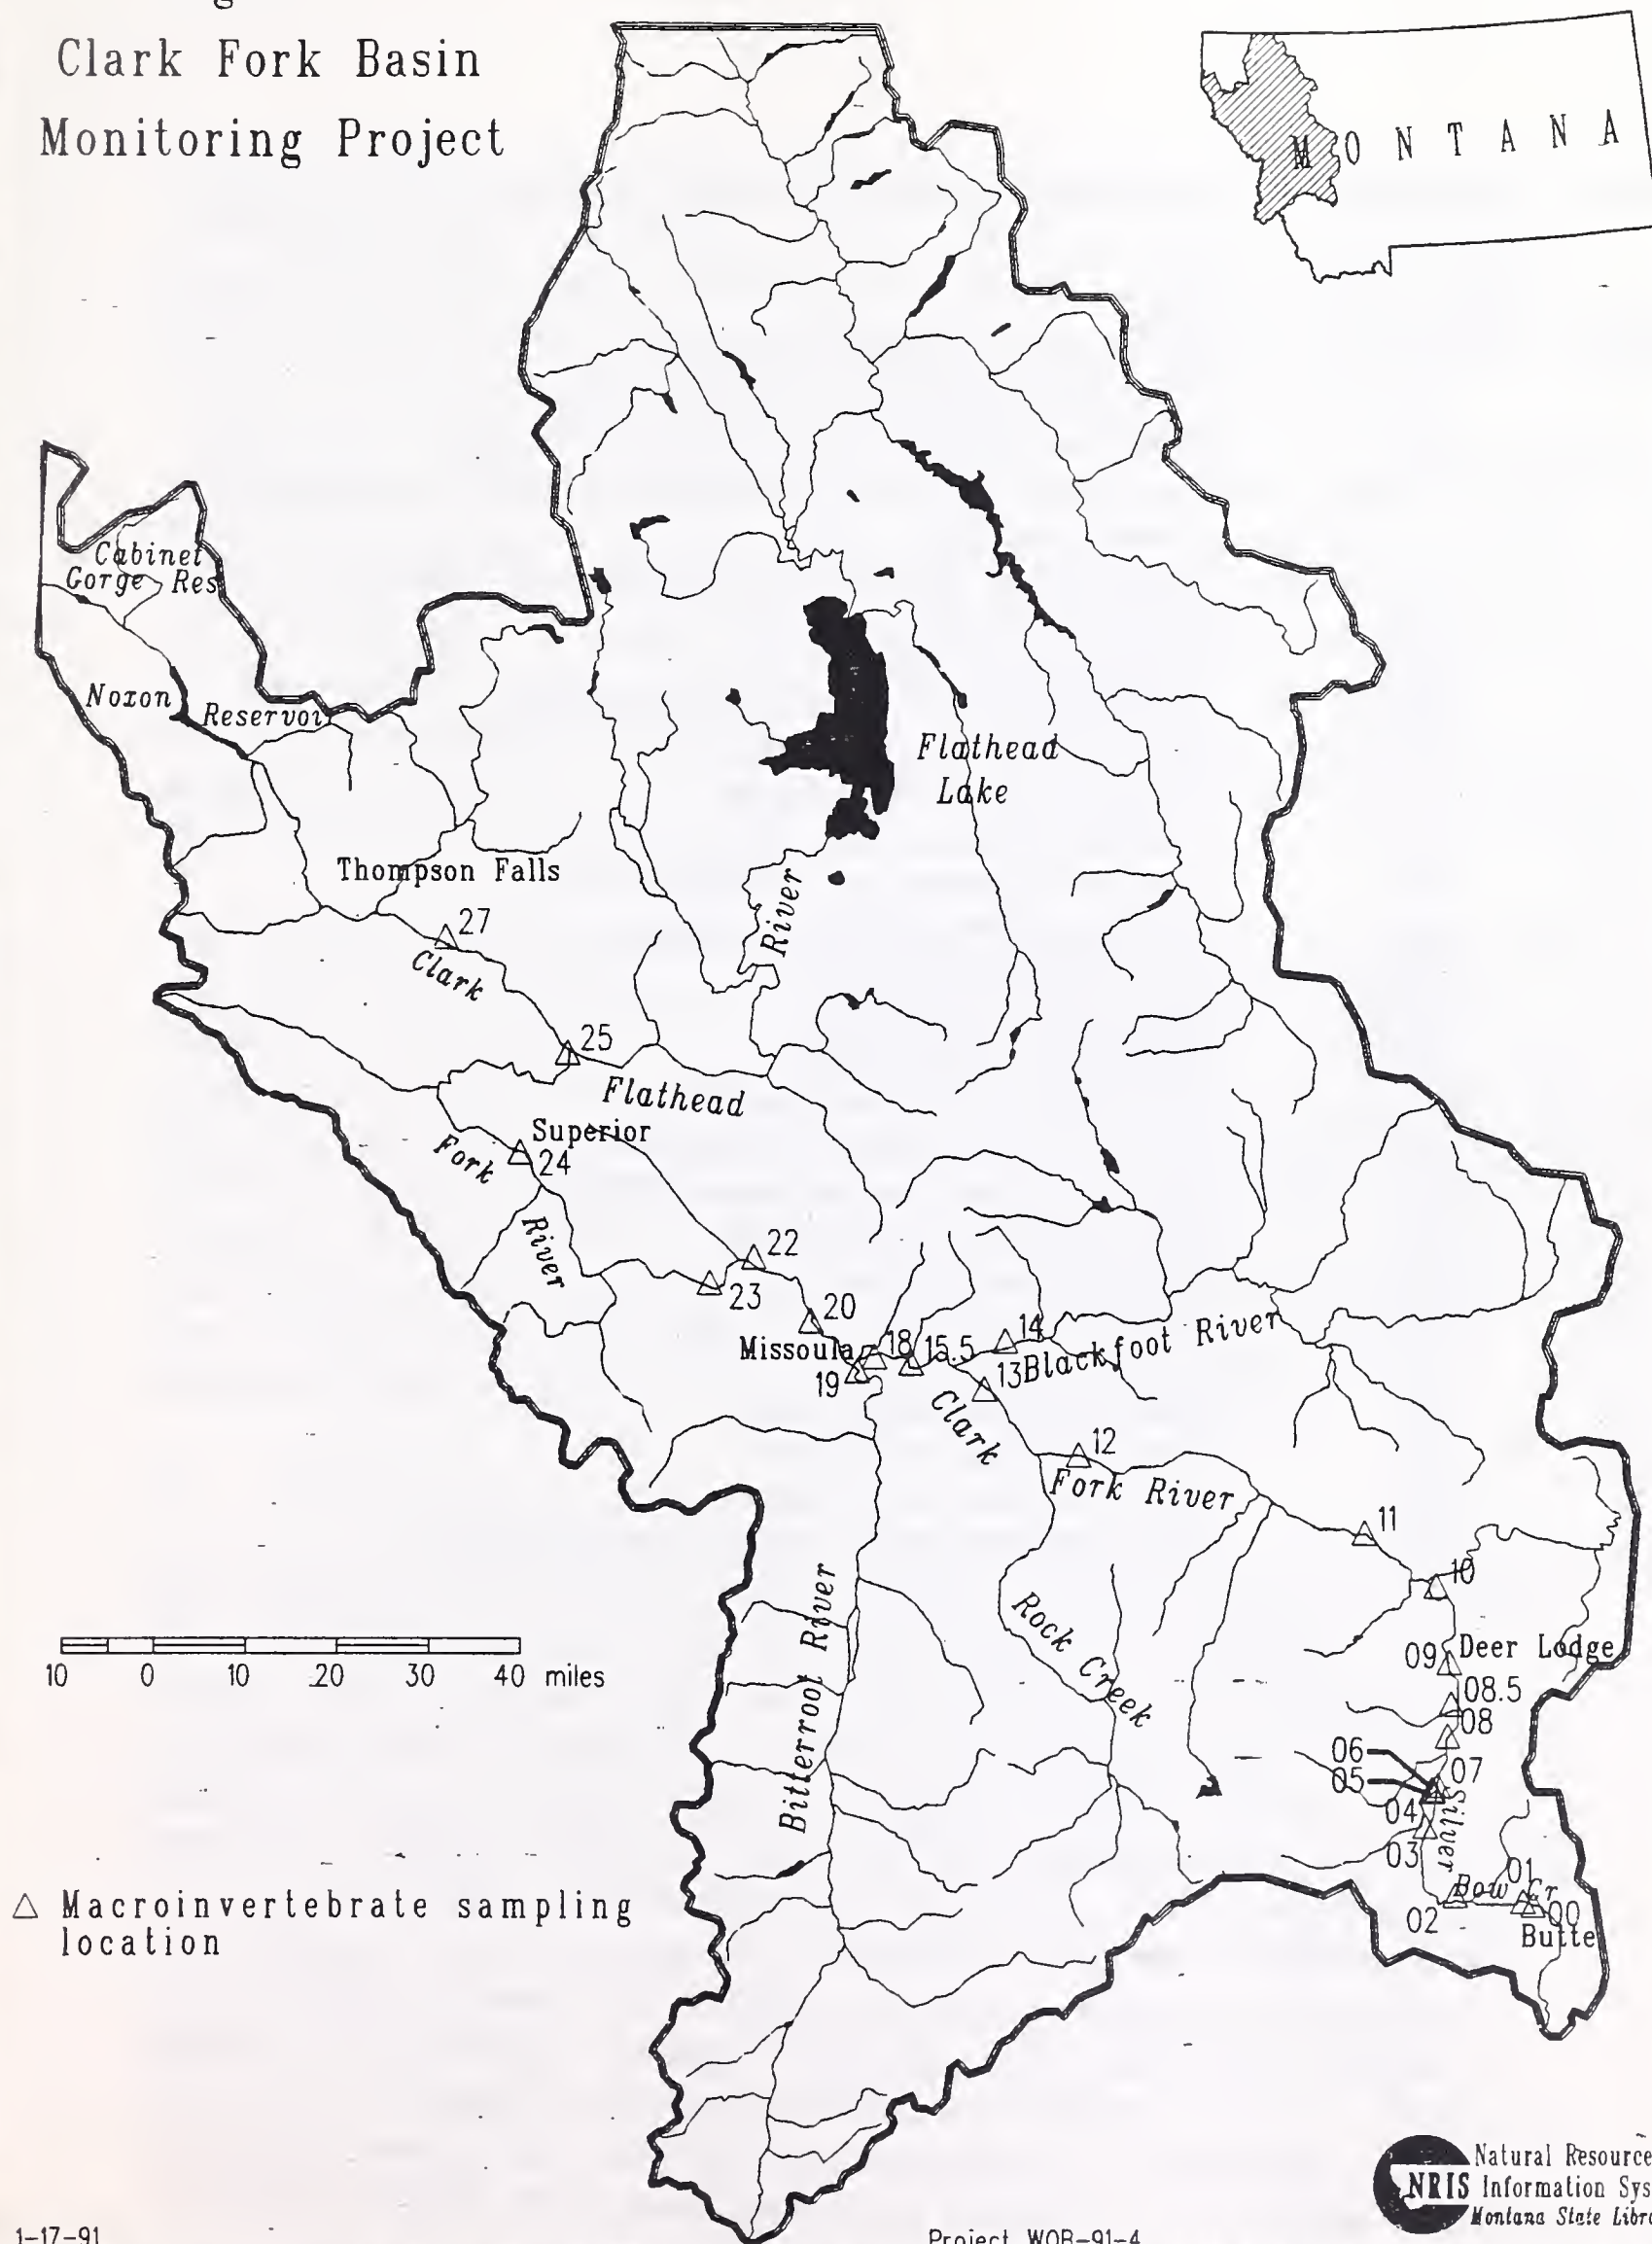 Clark Fork Basin
Monitoring Project
MONTANA
Cabinet
Gorge Res
Noxon
Reservoi
Flathead
Lake
Thompson Falls
River
27
Clark
25
Flathead
Superior
Fork
24
River
22
23
20
Missoula
18
15.5
14
19
13
Blackfoot River
Clark
12
Fork River
11
10
Rock Creek
Bitterroot River
09
Deer Lodge
08.5
08
06
07
05
04
Silver
03
01
Bow Cr
02
00
Butte
10 0 10 20 30 40 miles
Macroinvertebrate sampling
location
NRIS
Natural Resource
Information Sys
Montana State Libr
1-17-91
Project WQB-91-4